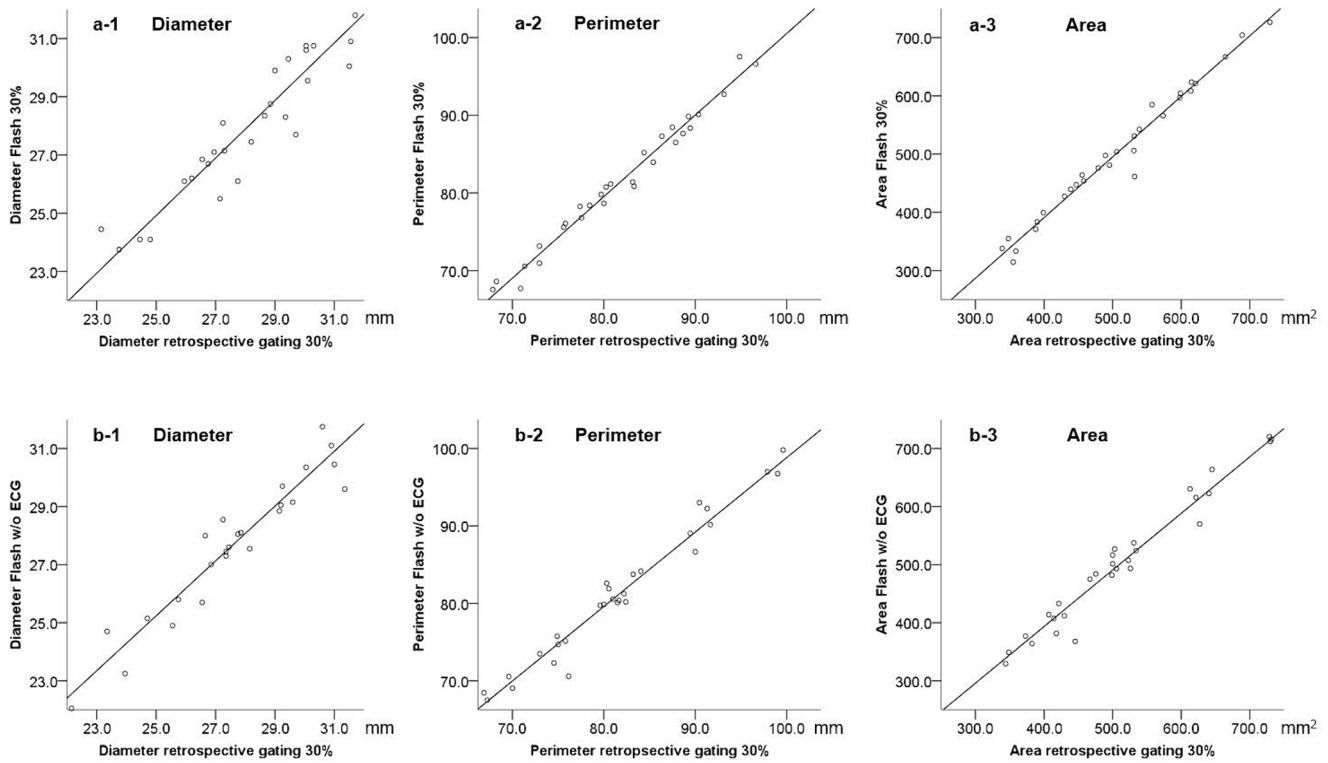 a-1 Diameter
31.0
29.0
27.0
25.0
23.0
Diameter Flash 30%
23.0 25.0 27.0 29.0 31.0 mm
Diameter retrospective gating 30%
a-2 Perimeter
100.0
90.0
80.0
70.0
Perimeter Flash 30%
70.0 80.0 90.0 100.0 mm
Perimeter retrospective gating 30%
a-3 Area
700.0
600.0
500.0
400.0
300.0
Area Flash 30%
300.0 400.0 500.0 600.0 700.0 mm²
Area retrospective gating 30%
b-1 Diameter
31.0
29.0
27.0
25.0
23.0
Diameter Flash w/o ECG
23.0 25.0 27.0 29.0 31.0 mm
Diameter retrospective gating 30%
b-2 Perimeter
100.0
90.0
80.0
70.0
Perimeter Flash w/o ECG
70.0 80.0 90.0 100.0 mm
Perimeter retropsective gating 30%
b-3 Area
700.0
600.0
500.0
400.0
300.0
Area Flash w/o ECG
300.0 400.0 500.0 600.0 700.0 mm²
Area retrospective gating 30%